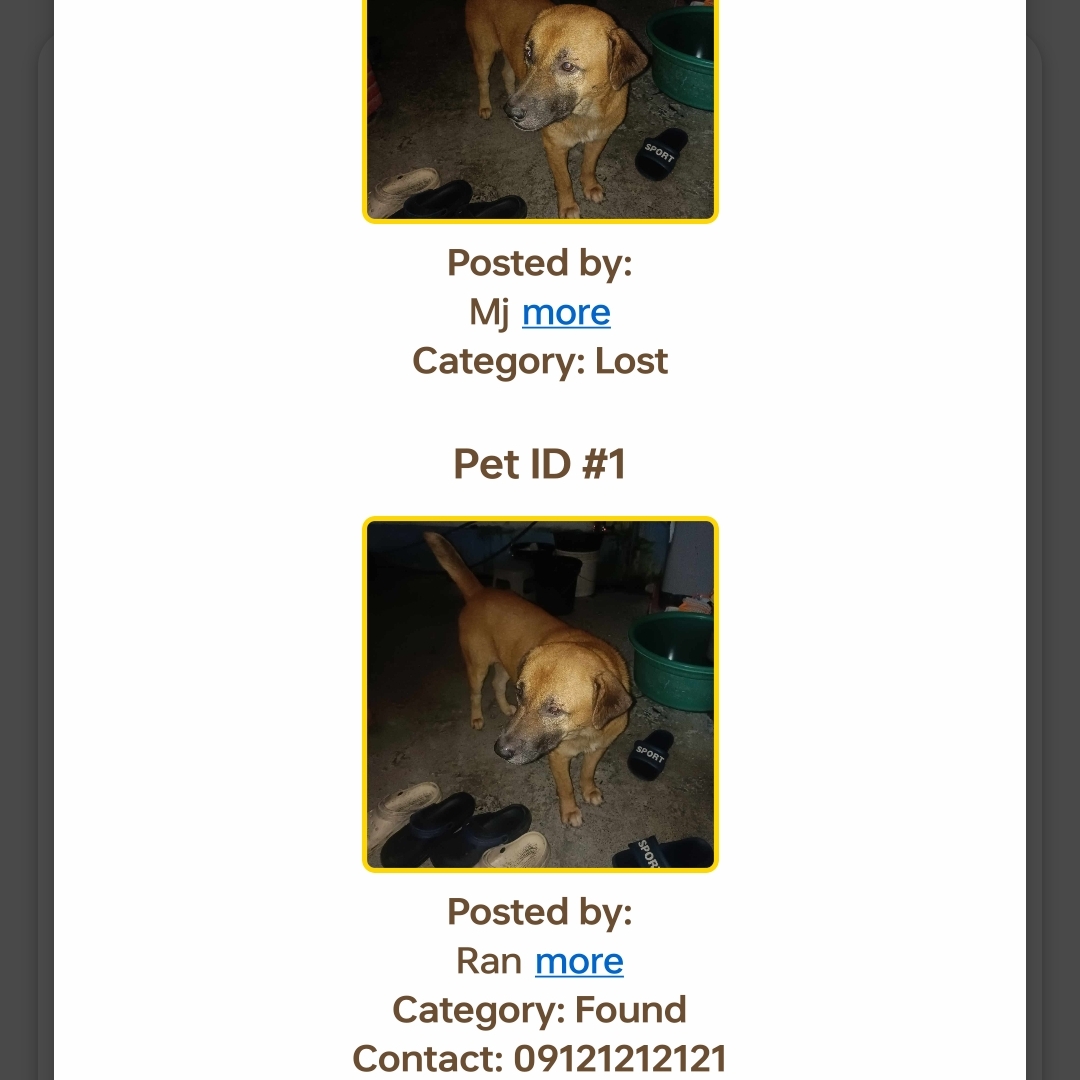 SPORT
Posted by:
Mj more
Category: Lost
Pet ID #1
SPORT
SPORT
Posted by:
Ran more
Category: Found
Contact: 09121212121